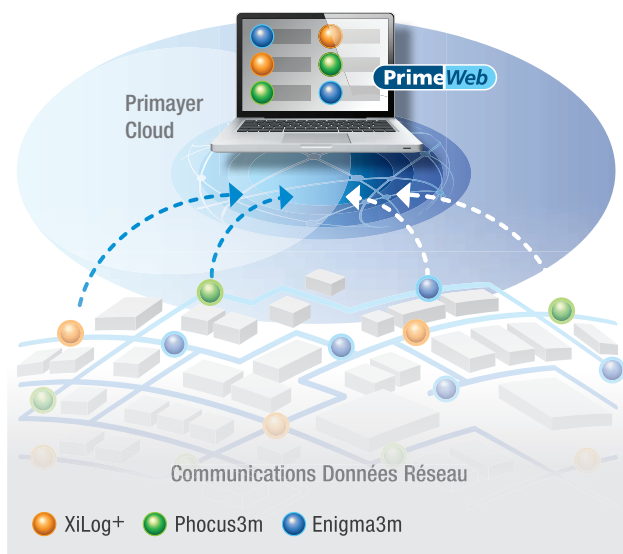 PrimeWeb
Primayer
Cloud
Communications Données Réseau
XiLog+ Phocus3m Enigma3m